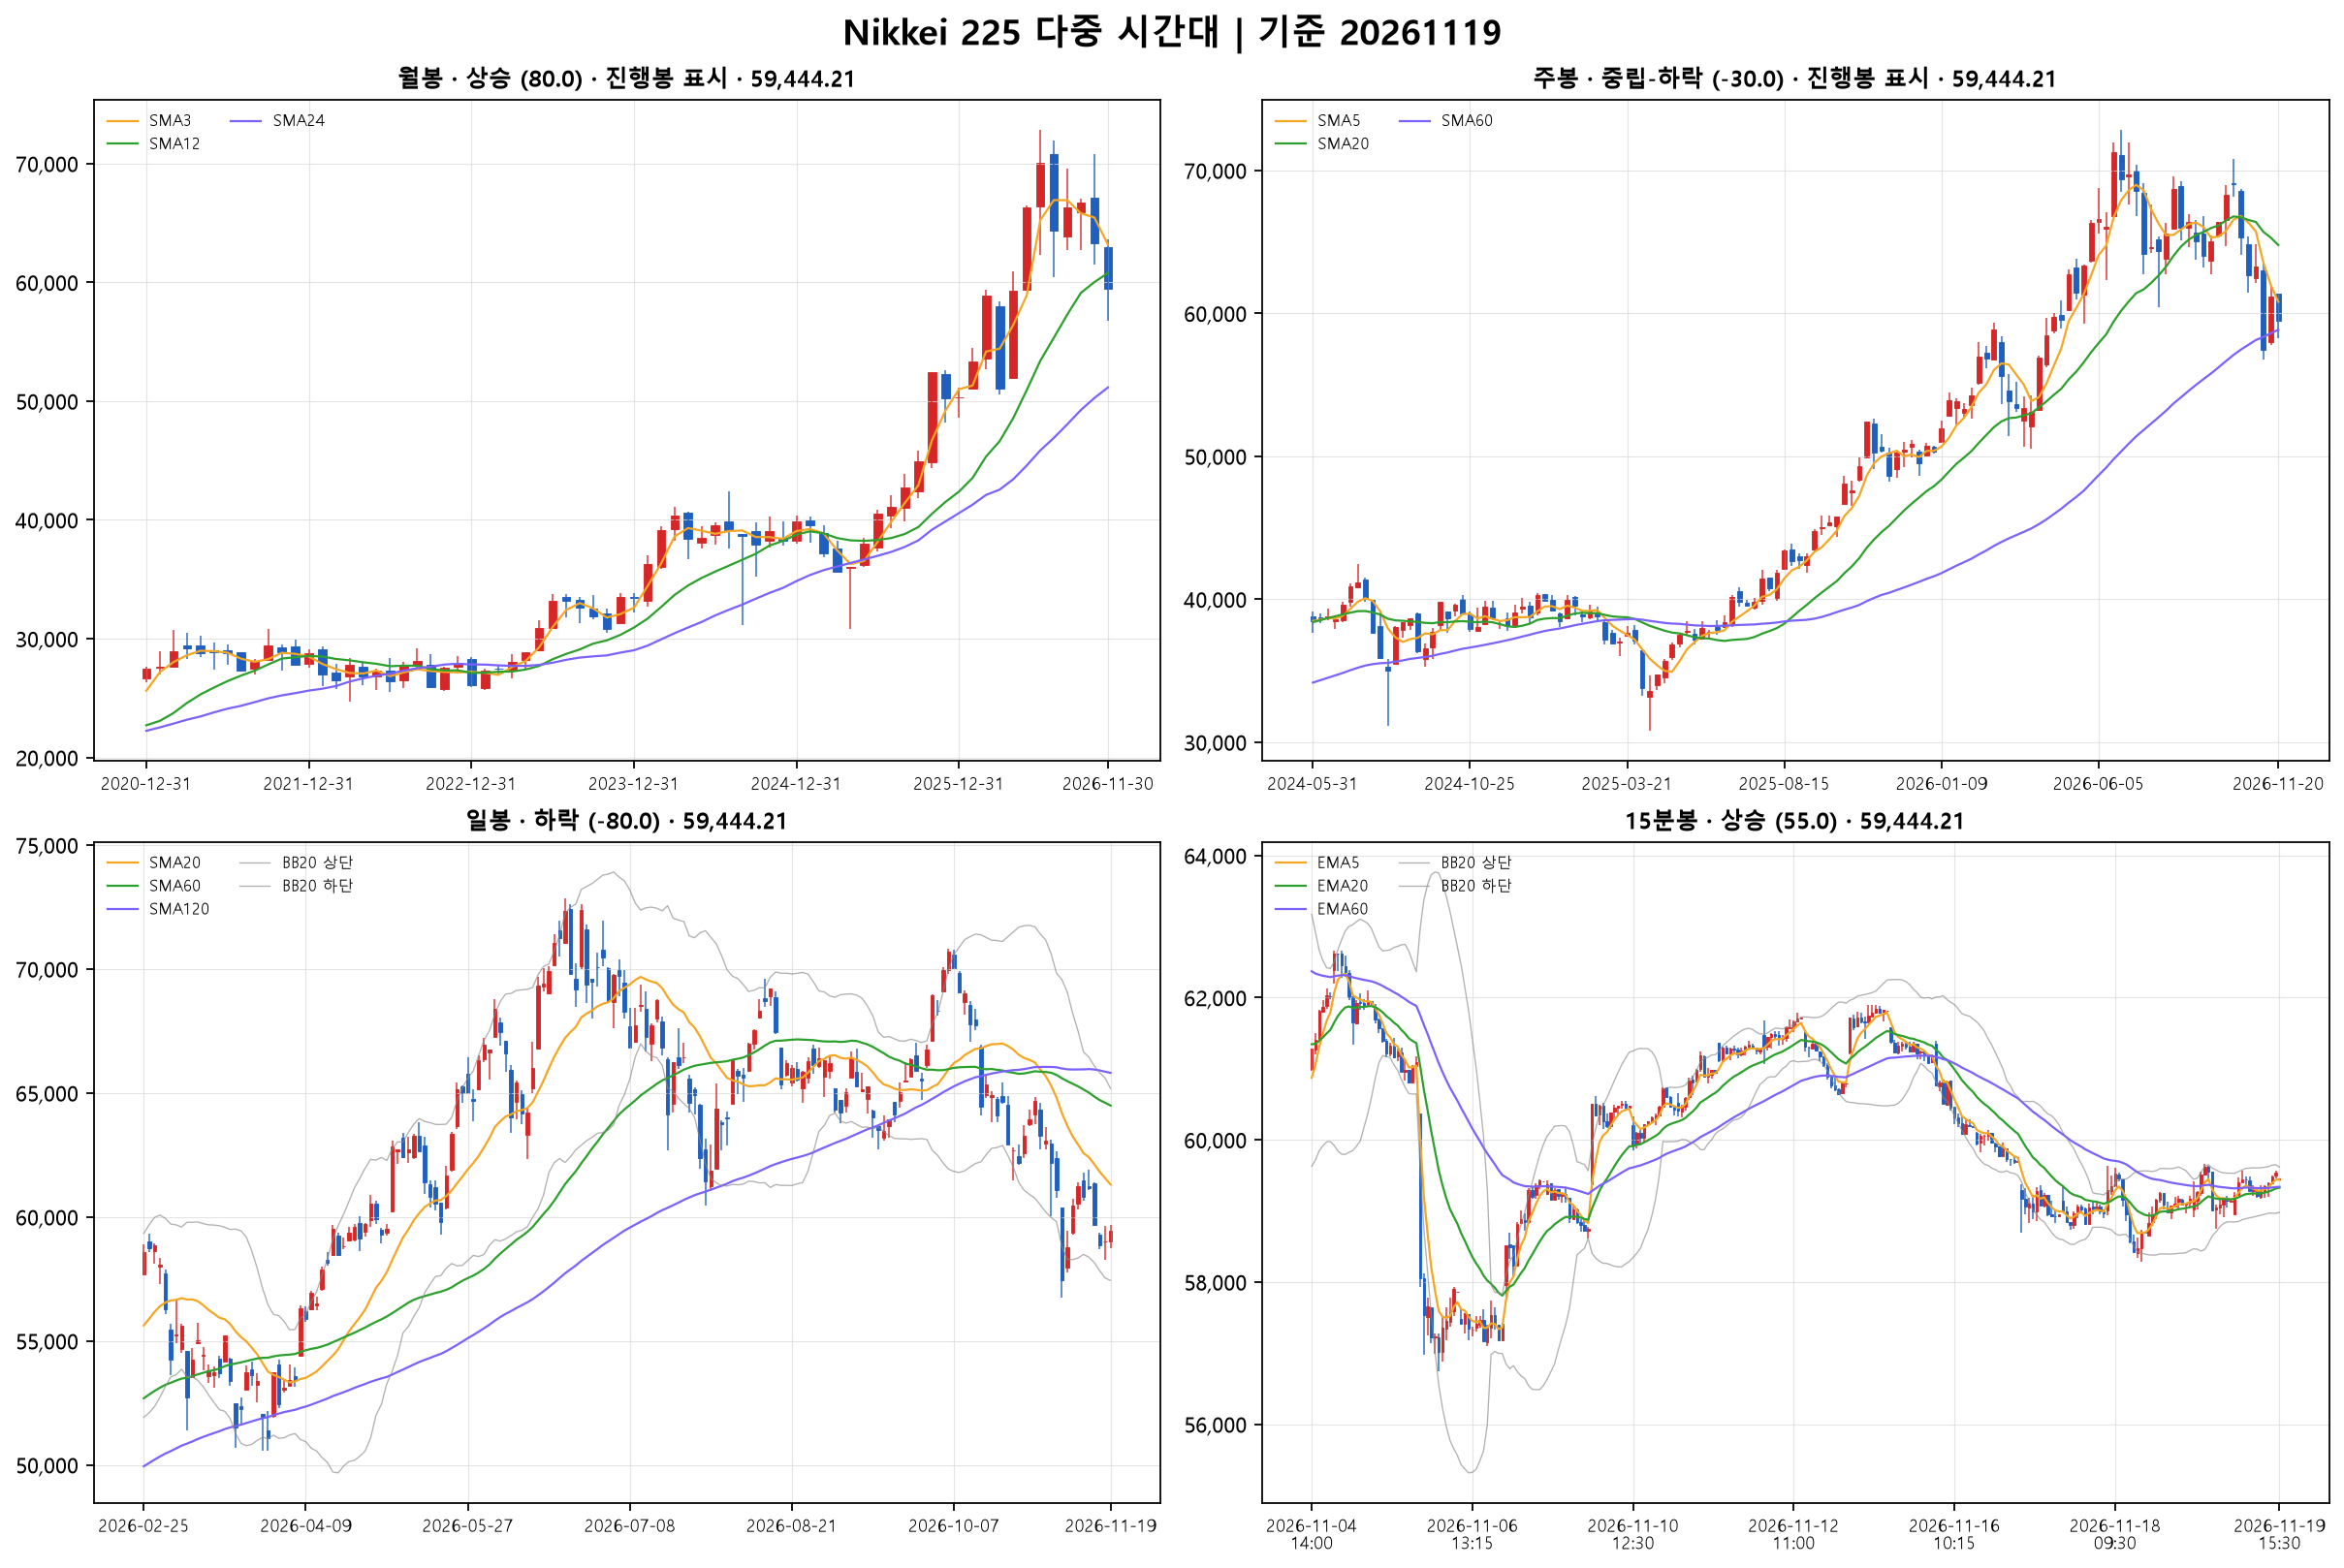 Nikkei 225 다중 시간대 | 기준 20261119
월봉 · 상승 (80.0) · 진행봉 표시 · 59,444.21
SMA3
SMA12
SMA24
70,000
60,000
50,000
40,000
30,000
20,000
2020-12-31
2021-12-31
2022-12-31
2023-12-31
2024-12-31
2025-12-31
2026-11-30
주봉 · 중립-하락 (-30.0) · 진행봉 표시 · 59,444.21
SMA5
SMA20
SMA60
70,000
60,000
50,000
40,000
30,000
2024-05-31
2024-10-25
2025-03-21
2025-08-15
2026-01-09
2026-06-05
2026-11-20
일봉 · 하락 (-80.0) · 59,444.21
SMA20
SMA60
SMA120
BB20 상단
BB20 하단
75,000
70,000
65,000
60,000
55,000
50,000
2026-02-25
2026-04-09
2026-05-27
2026-07-08
2026-08-21
2026-10-07
2026-11-19
15분봉 · 상승 (55.0) · 59,444.21
EMA5
EMA20
EMA60
BB20 상단
BB20 하단
64,000
62,000
60,000
58,000
56,000
2026-11-04
14:00
2026-11-06
13:15
2026-11-10
12:30
2026-11-12
11:00
2026-11-16
10:15
2026-11-18
09:30
2026-11-19
15:30